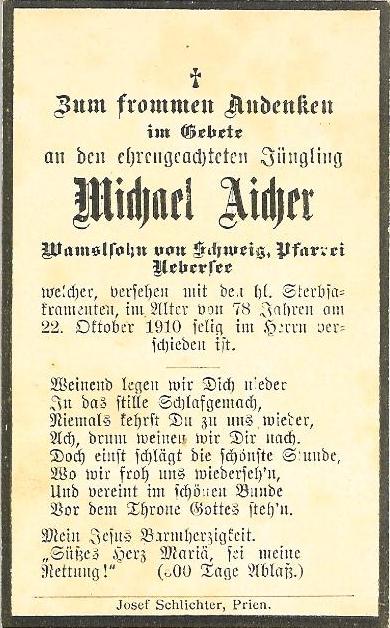 Zum frommen Andenken
im Gebete
an den ehrengeachteten Jüngling
Michael Aicher
Wamslsohn von Schweig, Pfarrei
Uebersee
welcher, versehen mit den hl. Sterbsa-
kramenten, im Alter von 78 Jahren am
22. Oktober 1910 selig im Herrn ver-
schieden ist.
Weinend legen wir Dich nieder
In das stille Schlafgemach,
Niemals kehrst Du zu uns wieder,
Ach, drum weinen wir Dir nach.
Doch einst schlägt die schönste Stunde,
Wo wir froh uns wiederseh'n,
Und vereint im schönen Bunde
Vor dem Throne Gottes steh'n.
Mein Jesus Barmherzigkeit.
„Süßes Herz Mariä, sei meine
Rettung!" (300 Tage Ablaß.)
Josef Schlichter, Prien.